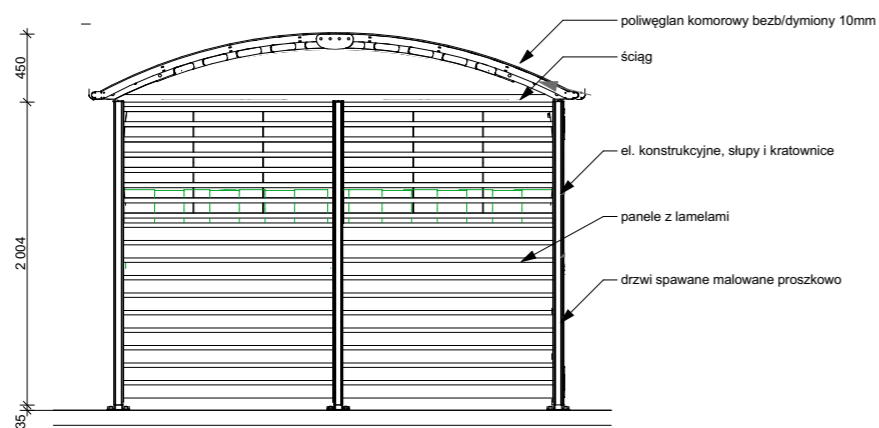 poliwęglan komorowy bezb/dymiony 10mm
450
ściąg
el. konstrukcyjne, słupy i kratownice
panele z lamelami
2 004
drzwi spawane malowane proszkowo
35